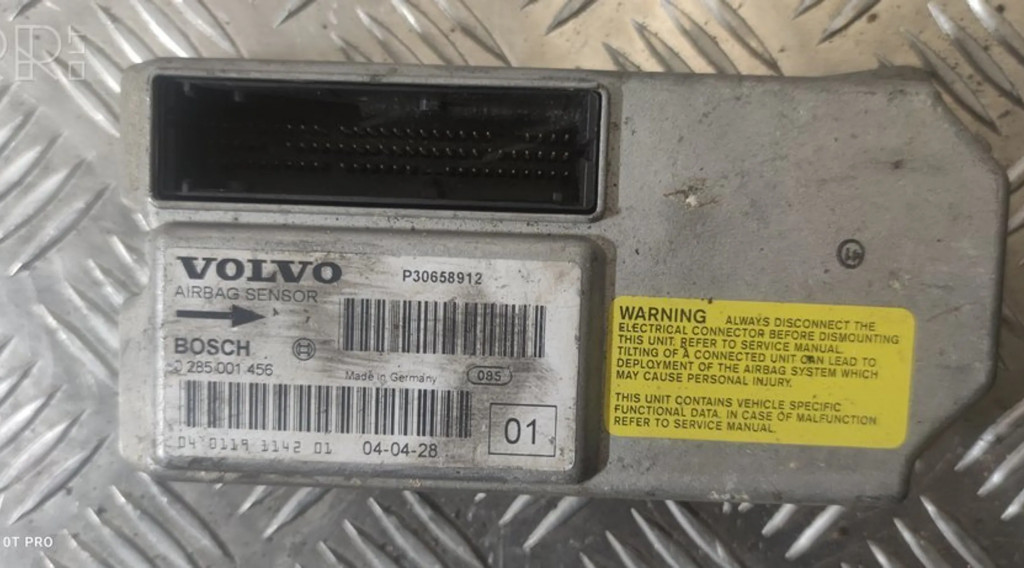 VOLVO
P30658912
AIRBAG SENSOR
BOSCH
0 285 001 456
Made in Germany
085
04 0119 1142 01
04-04-28
01
WARNING ALWAYS DISCONNECT THE
ELECTRICAL CONNECTOR BEFORE DISMOUNTING
THIS UNIT. REFER TO SERVICE MANUAL.
TILTING OF A CONNECTED UNIT CAN LEAD TO
DEPLOYMENT OF THE AIRBAG SYSTEM WHICH
MAY CAUSE PERSONAL INJURY.
THIS UNIT CONTAINS VEHICLE SPECIFIC
FUNCTIONAL DATA. IN CASE OF MALFUNCTION
REFER TO SERVICE MANUAL.
0T PRO